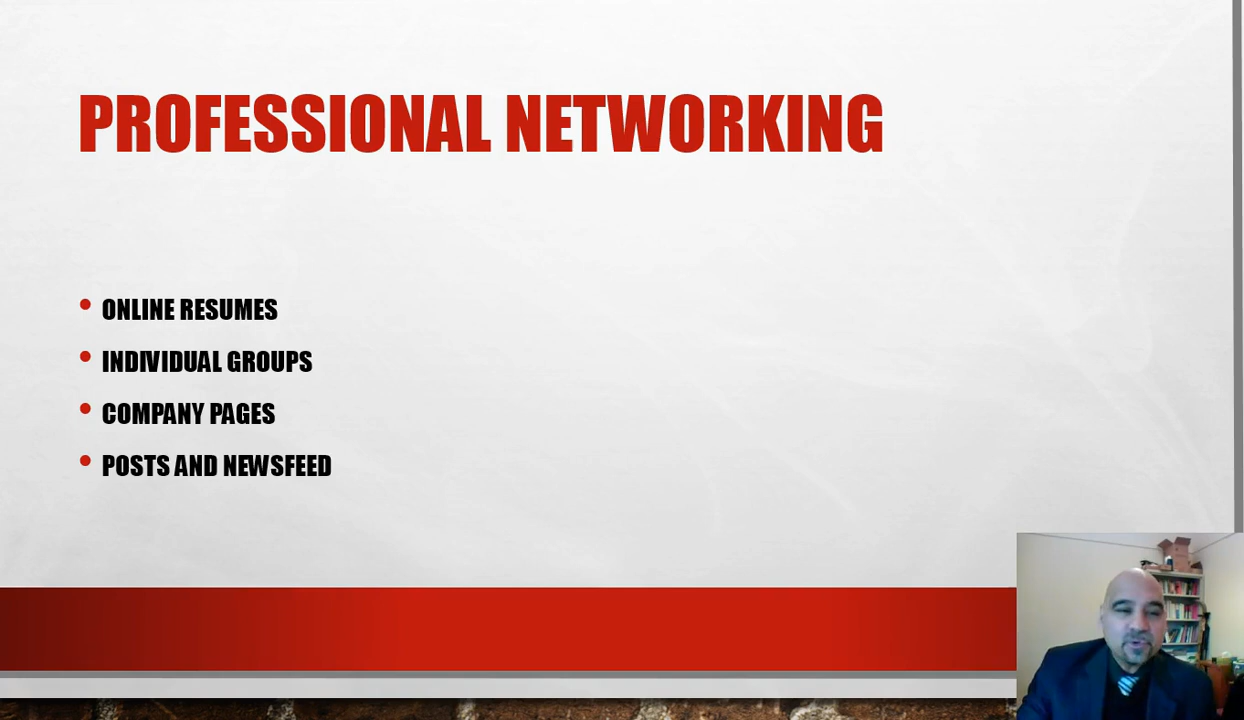 PROFESSIONAL NETWORKING
ONLINE RESUMES
INDIVIDUAL GROUPS
COMPANY PAGES
POSTS AND NEWSFEED